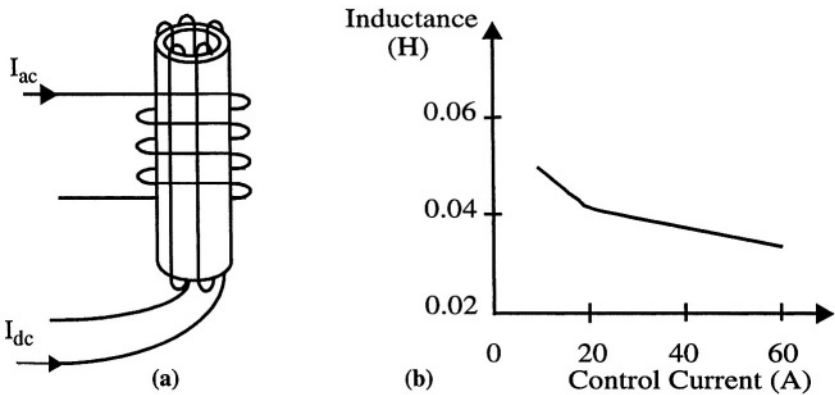 I_ac
I_dc
(a)
Inductance
(H)
0.06
0.04
0.02
0 20 40 60
(b) Control Current (A)